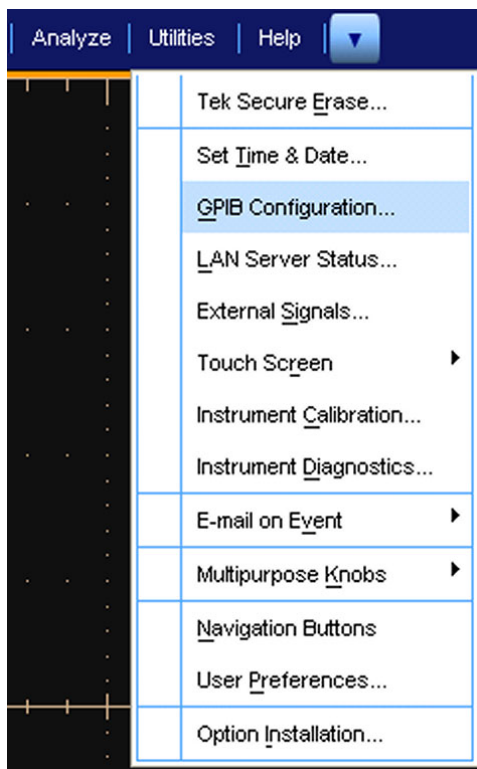 Analyze | Utilities | Help |
Tek Secure Erase...
Set Time & Date...
GPIB Configuration...
LAN Server Status...
External Signals...
Touch Screen
Instrument Calibration...
Instrument Diagnostics...
E-mail on Event
Multipurpose Knobs
Navigation Buttons
User Preferences...
Option Installation...